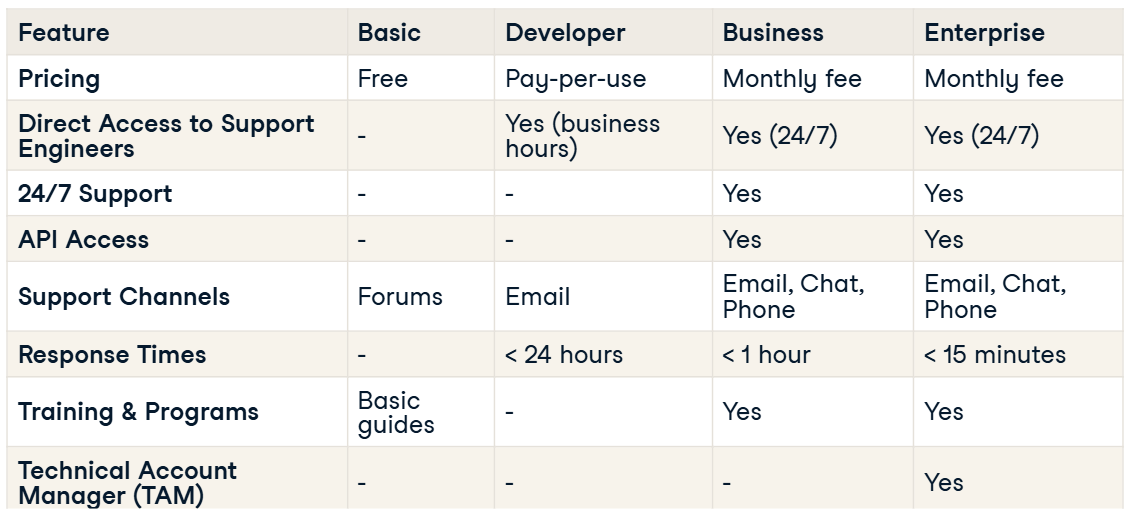 Feature Basic Developer Business Enterprise
Pricing Free Pay-per-use Monthly fee Monthly fee
Direct Access to Support Engineers - Yes (business hours) Yes (24/7) Yes (24/7)
24/7 Support - - Yes Yes
API Access - - Yes Yes
Support Channels Forums Email Email, Chat, Phone Email, Chat, Phone
Response Times - < 24 hours < 1 hour < 15 minutes
Training & Programs Basic guides - Yes Yes
Technical Account Manager (TAM) - - - Yes